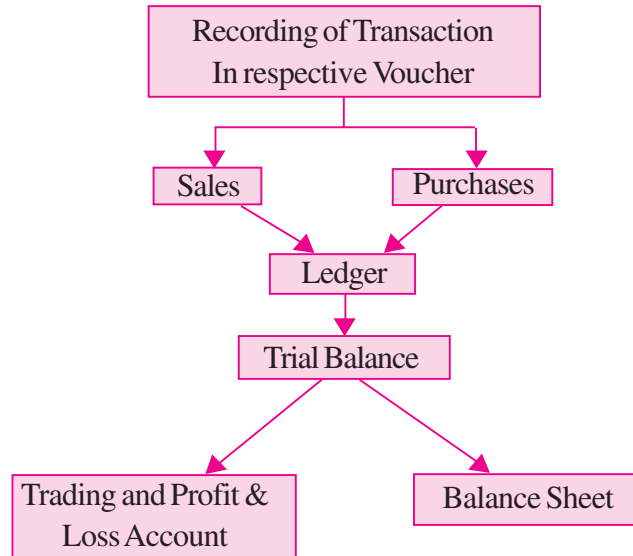 Recording of Transaction
In respective Voucher
Sales
Purchases
Ledger
Trial Balance
Trading and Profit &
Loss Account
Balance Sheet